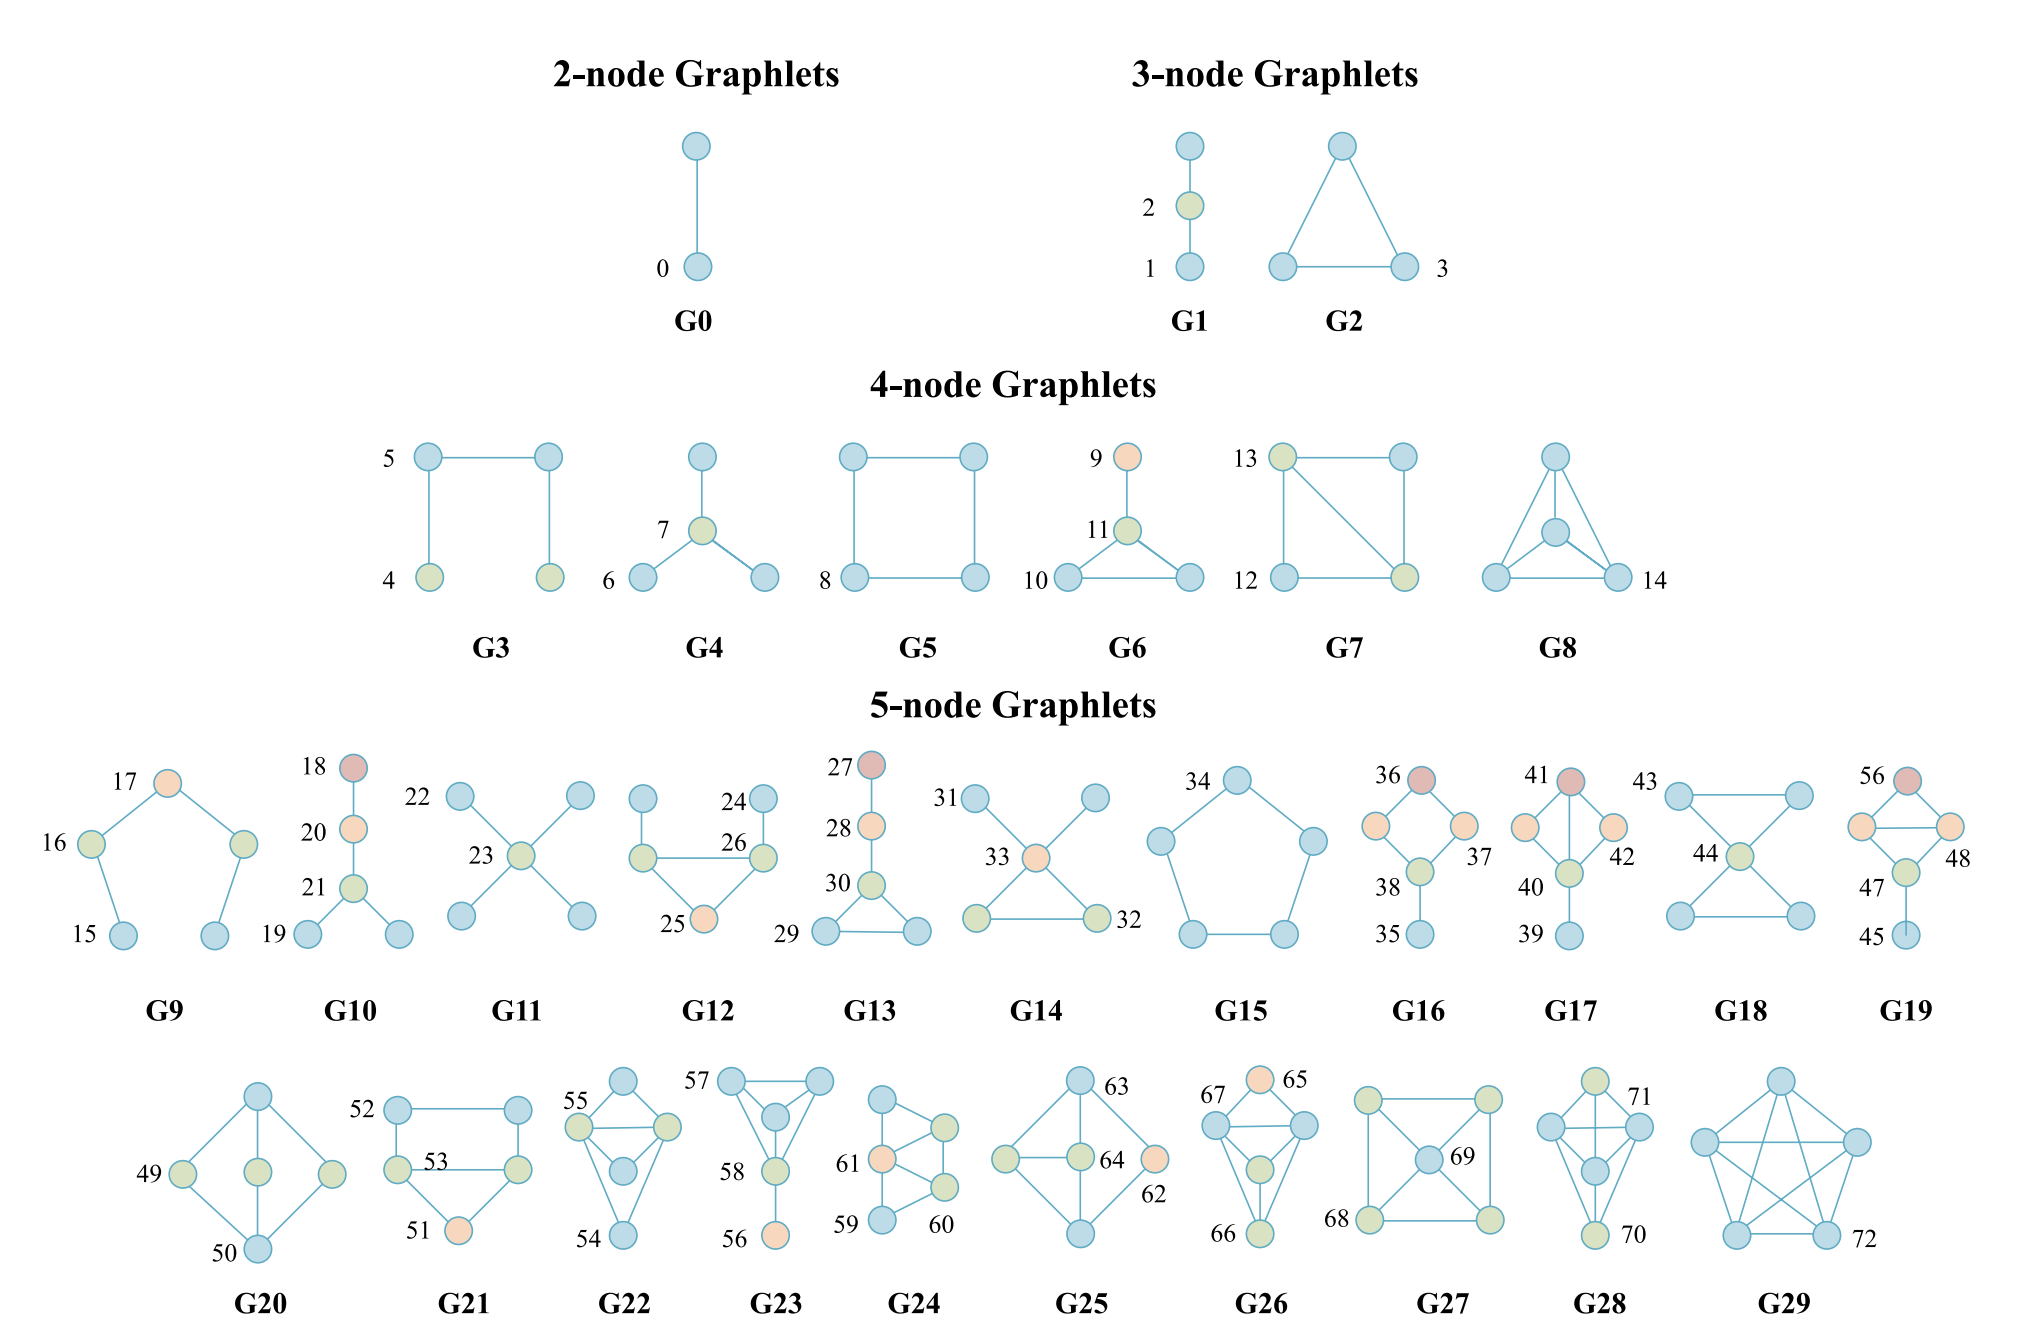 2-node Graphlets 3-node Graphlets
2
0 1 3
G0 G1 G2
4-node Graphlets
5 9 13
7 11
4 6 8 10 12 14
G3 G4 G5 G6 G7 G8
5-node Graphlets
17 18 22 24 27 31 34 36 41 43 56
16 20 23 26 28 33 37 42 44 48
21 25 30 32 38 40 47
15 19 29 35 39 45
G9 G10 G11 G12 G13 G14 G15 G16 G17 G18 G19
52 55 57 63 67 65 71
49 53 58 61 64 69
50 51 54 56 59 60 62 66 68 70 72
G20 G21 G22 G23 G24 G25 G26 G27 G28 G29